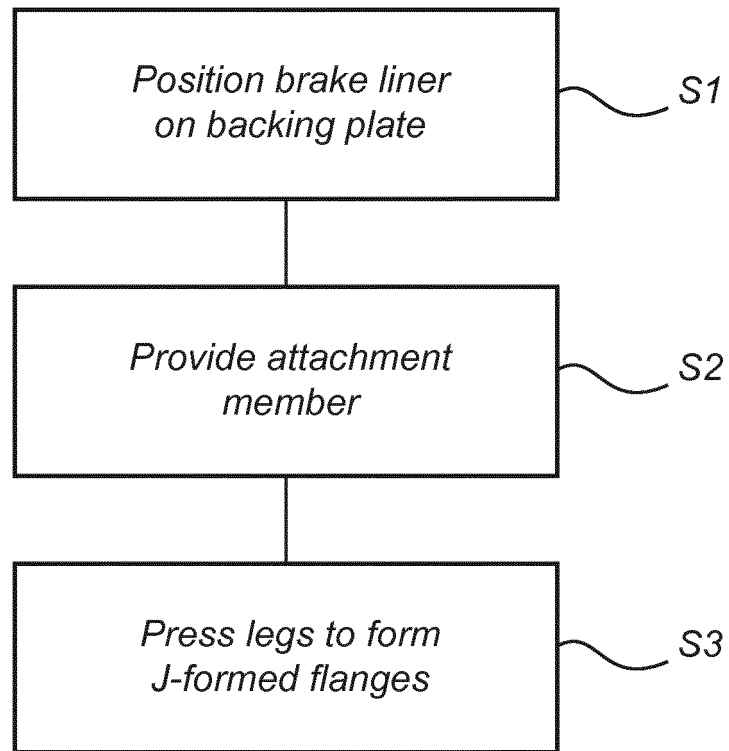 Position brake liner
on backing plate
S1
Provide attachment
member
S2
Press legs to form
J-formed flanges
S3